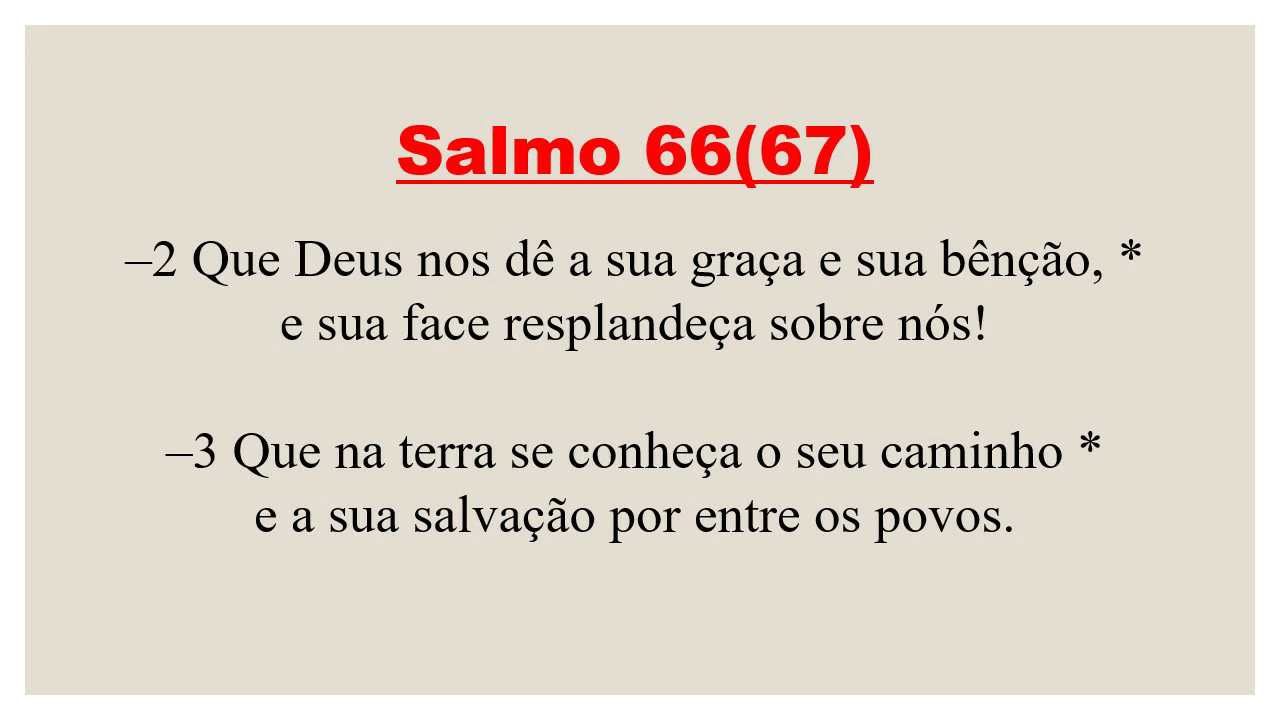 Salmo 66(67)
–2 Que Deus nos dê a sua graça e sua bênção, *
e sua face resplandeça sobre nós!
–3 Que na terra se conheça o seu caminho *
e a sua salvação por entre os povos.